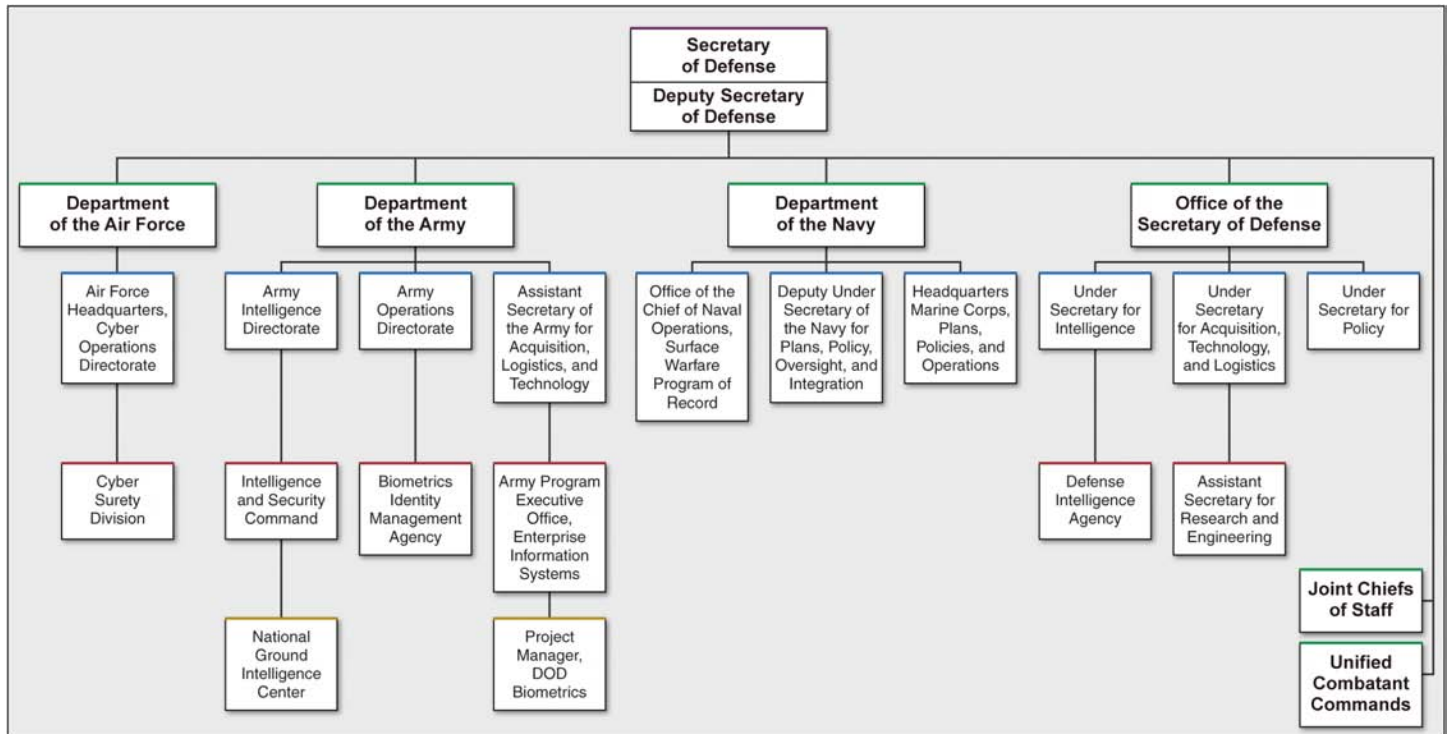 Secretary
of Defense
Deputy Secretary
of Defense
Department
of the Air Force
Department
of the Army
Department
of the Navy
Office of the
Secretary of Defense
Air Force
Headquarters,
Cyber
Operations
Directorate
Army
Intelligence
Directorate
Army
Operations
Directorate
Assistant
Secretary
of the Army for
Acquisition,
Logistics, and
Technology
Office of the
Chief of Naval
Operations,
Surface
Warfare
Program of
Record
Deputy Under
Secretary of
the Navy for
Plans, Policy,
Oversight, and
Integration
Headquarters
Marine Corps,
Plans,
Policies, and
Operations
Under
Secretary for
Intelligence
Under
Secretary
for Acquisition,
Technology,
and Logistics
Under
Secretary for
Policy
Cyber
Surety
Division
Intelligence
and Security
Command
Biometrics
Identity
Management
Agency
Army Program
Executive
Office,
Enterprise
Information
Systems
Defense
Intelligence
Agency
Assistant
Secretary for
Research and
Engineering
Joint Chiefs
of Staff
National
Ground
Intelligence
Center
Project
Manager,
DOD
Biometrics
Unified
Combatant
Commands